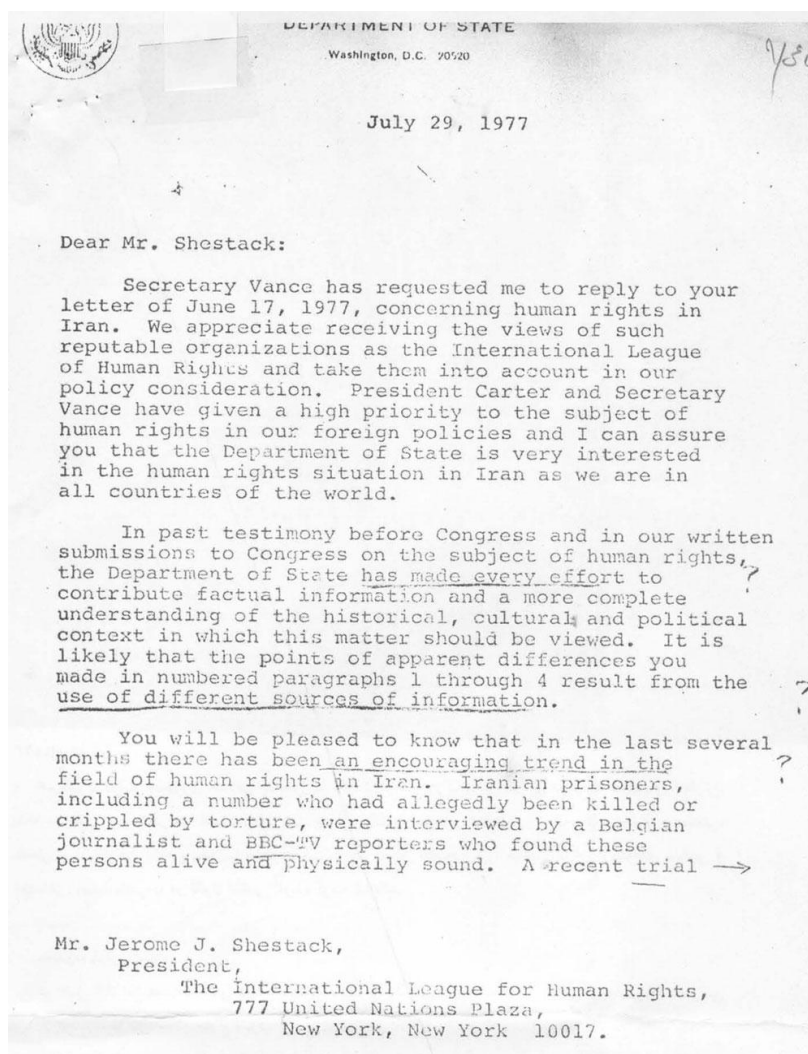 DEPARTMENT OF STATE
Washington, D.C. 20520
July 29, 1977
Dear Mr. Shestack:
Secretary Vance has requested me to reply to your
letter of June 17, 1977, concerning human rights in
Iran. We appreciate receiving the views of such
reputable organizations as the International League
of Human Rights and take them into account in our
policy consideration. President Carter and Secretary
Vance have given a high priority to the subject of
human rights in our foreign policies and I can assure
you that the Department of State is very interested
in the human rights situation in Iran as we are in
all countries of the world.
In past testimony before Congress and in our written
submissions to Congress on the subject of human rights,
the Department of State has made every effort to ?
contribute factual information and a more complete
understanding of the historical, cultural and political
context in which this matter should be viewed. It is
likely that the points of apparent differences you
made in numbered paragraphs 1 through 4 result from the ?
use of different sources of information.
You will be pleased to know that in the last several
months there has been an encouraging trend in the ?
field of human rights in Iran. Iranian prisoners,
including a number who had allegedly been killed or
crippled by torture, were interviewed by a Belgian
journalist and BBC-TV reporters who found these
persons alive and physically sound. A recent trial →
Mr. Jerome J. Shestack,
President,
The International League for Human Rights,
777 United Nations Plaza,
New York, New York 10017.